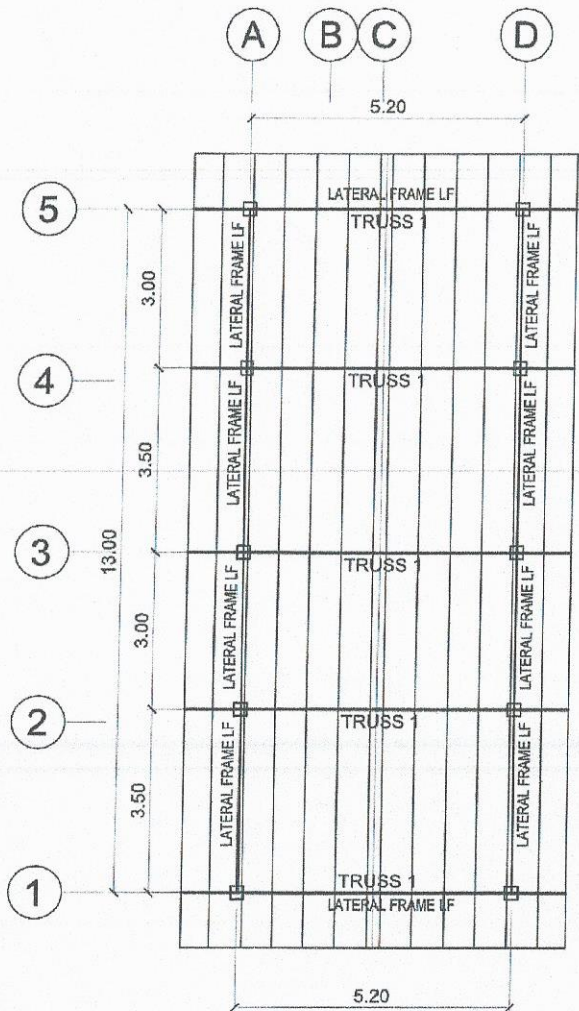 A B C D
5.20
LATERAL FRAME LF
5
TRUSS 1
LATERAL FRAME LF
LATERAL FRAME LF
3.00
4
TRUSS 1
LATERAL FRAME LF
LATERAL FRAME LF
3.50
13.00
3
TRUSS 1
LATERAL FRAME LF
LATERAL FRAME LF
3.00
2
TRUSS 1
LATERAL FRAME LF
LATERAL FRAME LF
3.50
1
TRUSS 1
LATERAL FRAME LF
5.20